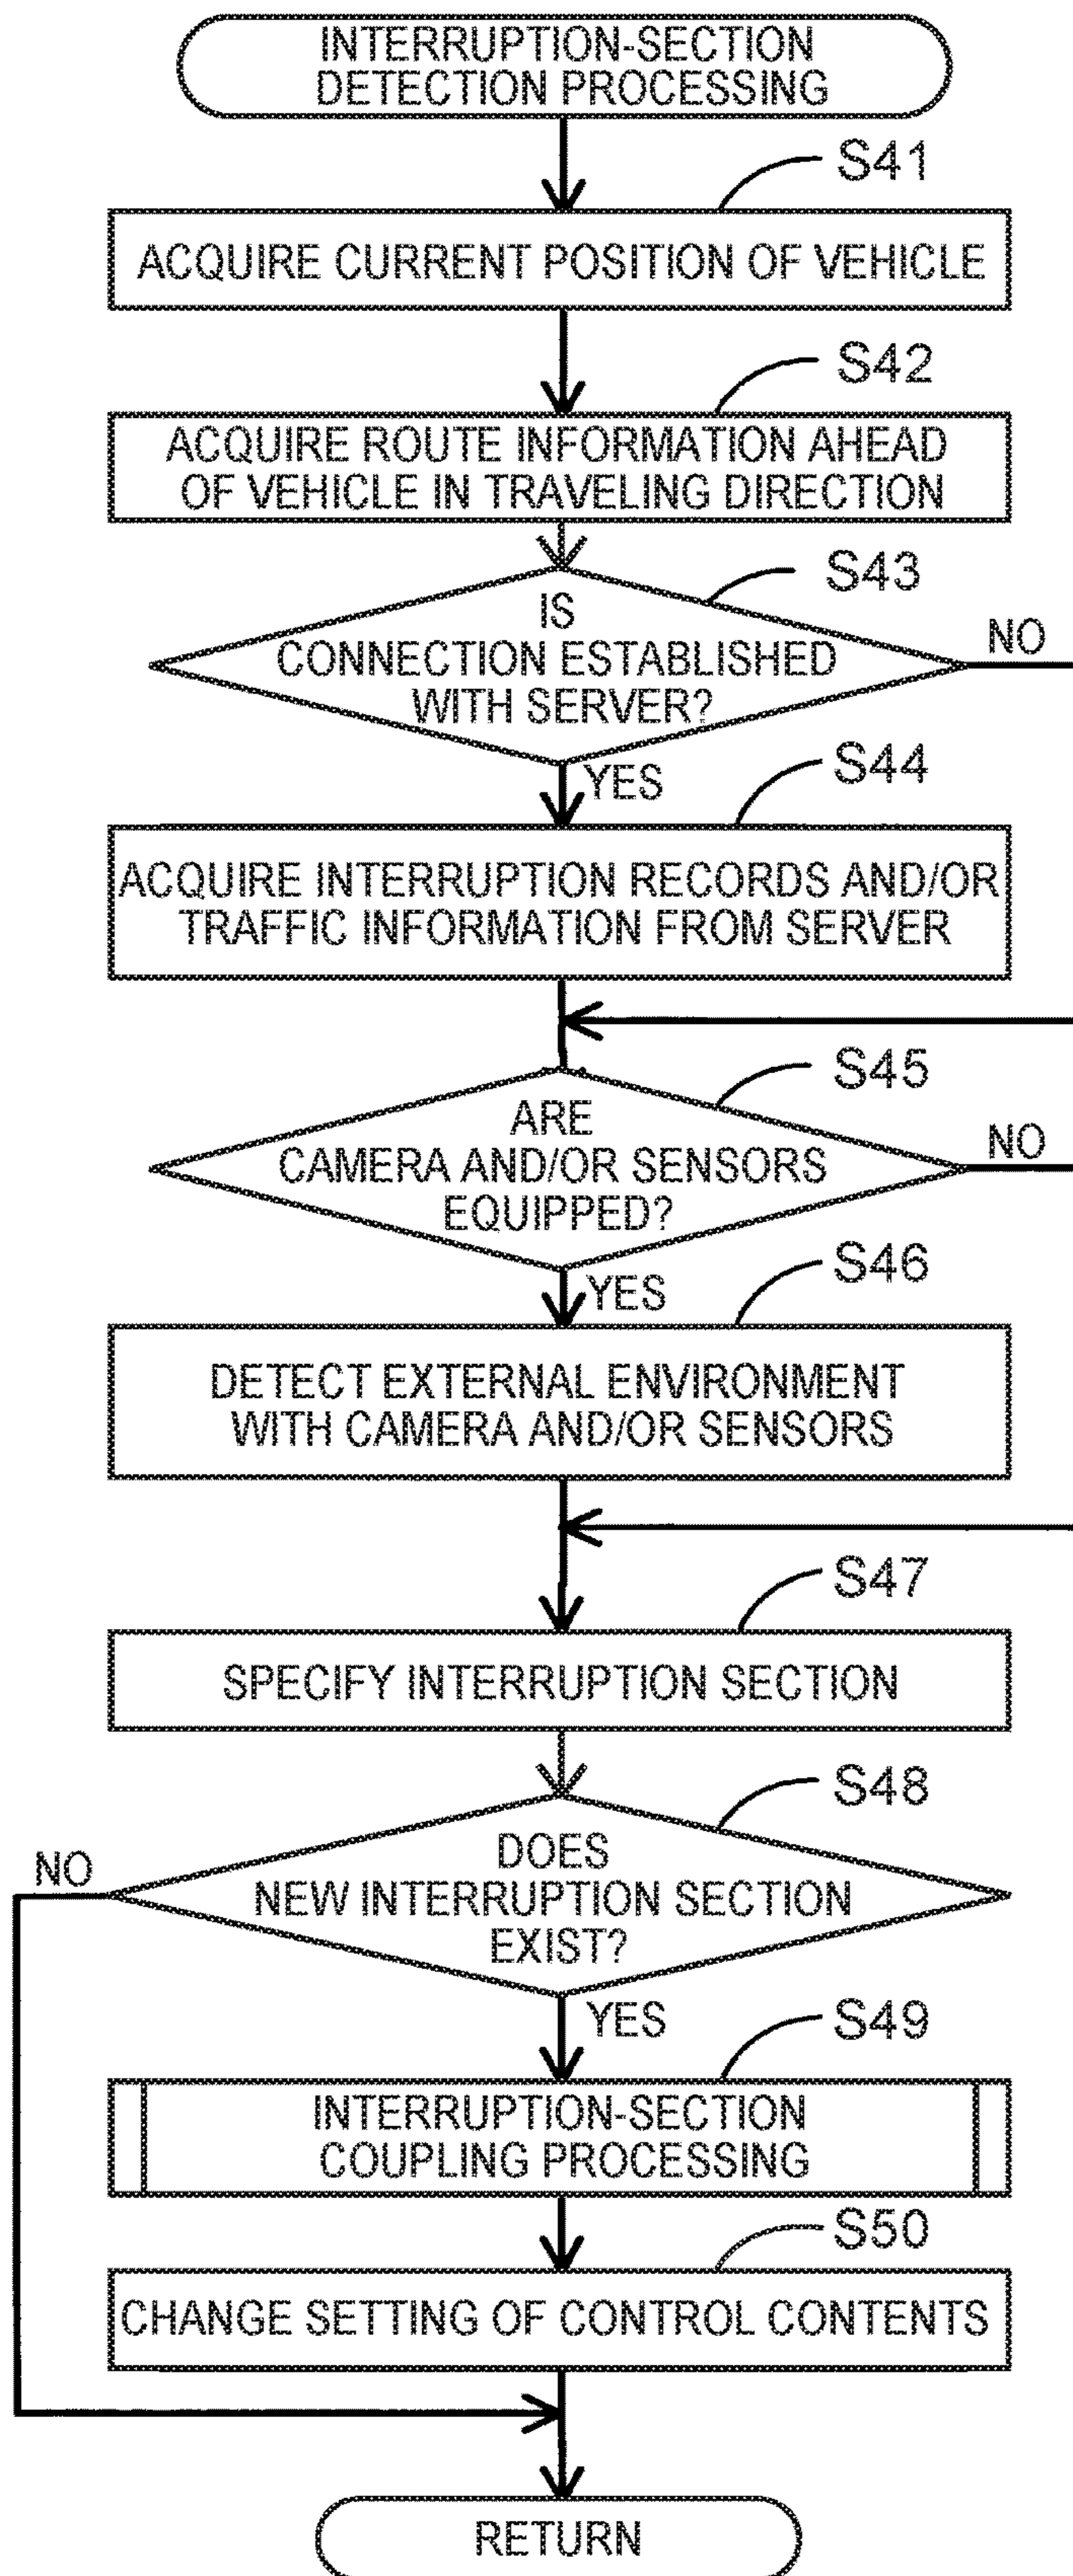 INTERRUPTION-SECTION
DETECTION PROCESSING
S41
ACQUIRE CURRENT POSITION OF VEHICLE
S42
ACQUIRE ROUTE INFORMATION AHEAD
OF VEHICLE IN TRAVELING DIRECTION
S43
IS
CONNECTION ESTABLISHED
WITH SERVER?
NO
YES
S44
ACQUIRE INTERRUPTION RECORDS AND/OR
TRAFFIC INFORMATION FROM SERVER
S45
ARE
CAMERA AND/OR SENSORS
EQUIPPED?
NO
YES
S46
DETECT EXTERNAL ENVIRONMENT
WITH CAMERA AND/OR SENSORS
S47
SPECIFY INTERRUPTION SECTION
S48
DOES
NEW INTERRUPTION SECTION
EXIST?
NO
YES
S49
INTERRUPTION-SECTION
COUPLING PROCESSING
S50
CHANGE SETTING OF CONTROL CONTENTS
RETURN